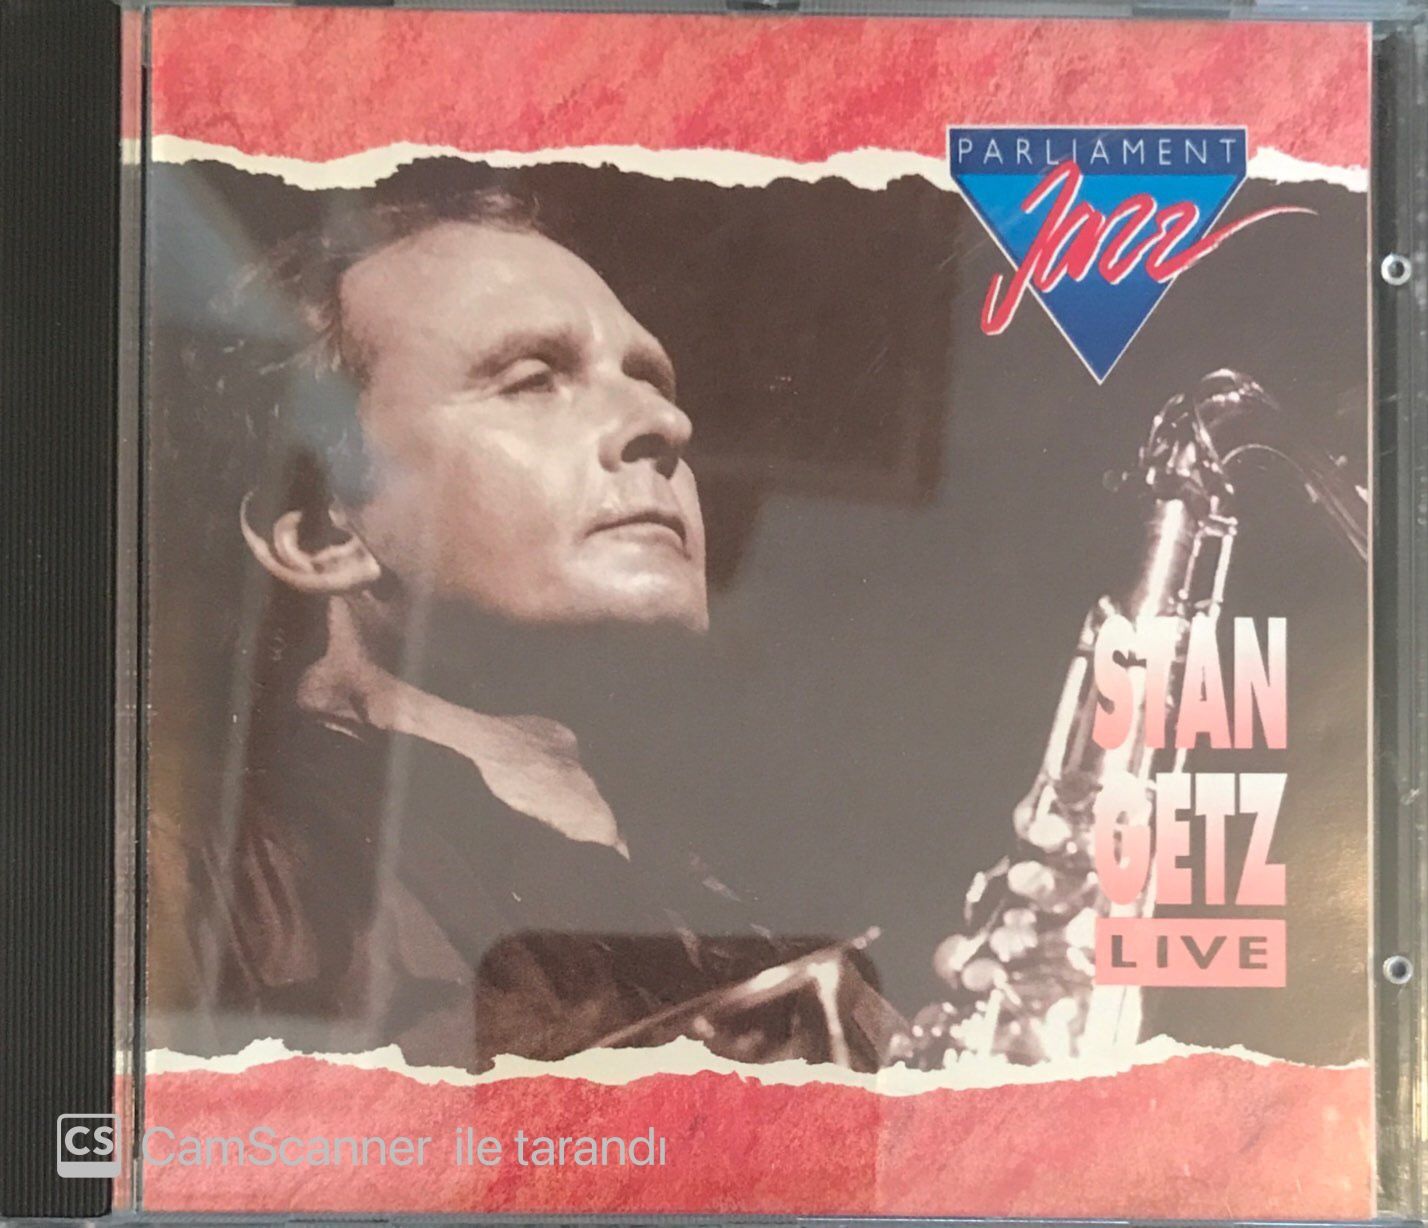 PARLIAMENT
Jazz
STAN
GETZ
LIVE
CS CamScanner ile tarandı